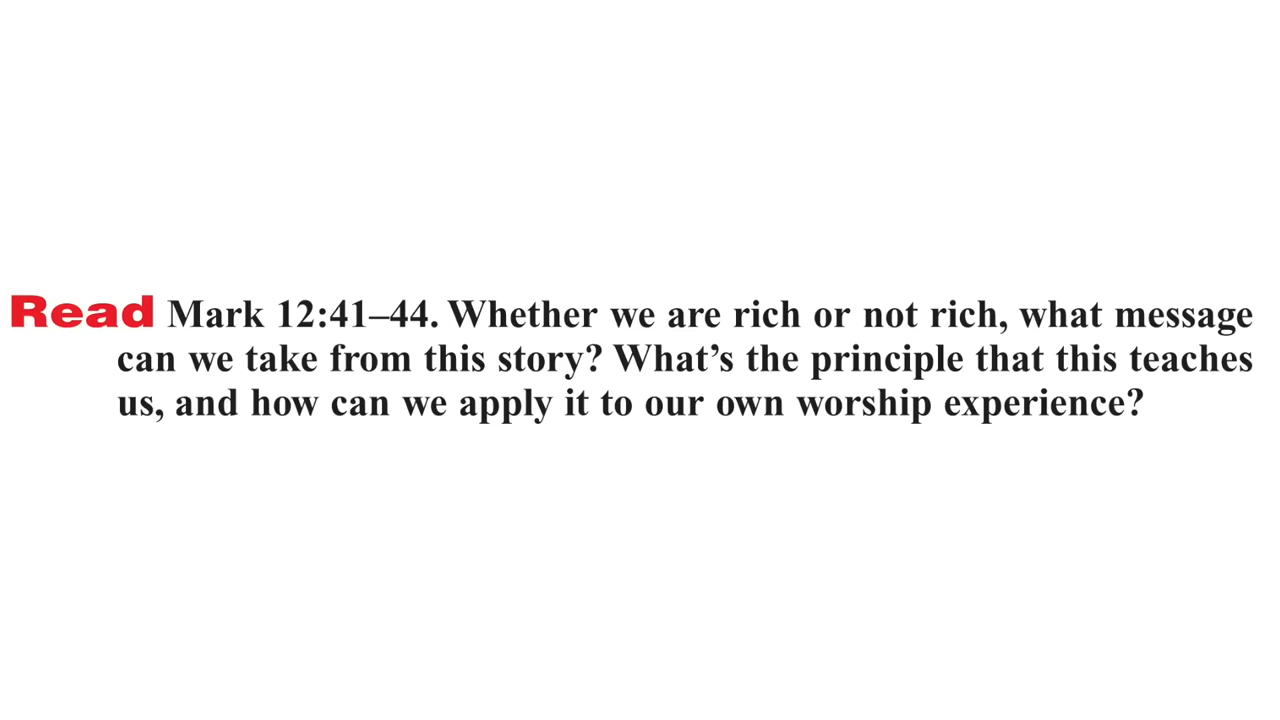 Read Mark 12:41–44. Whether we are rich or not rich, what message
can we take from this story? What’s the principle that this teaches
us, and how can we apply it to our own worship experience?